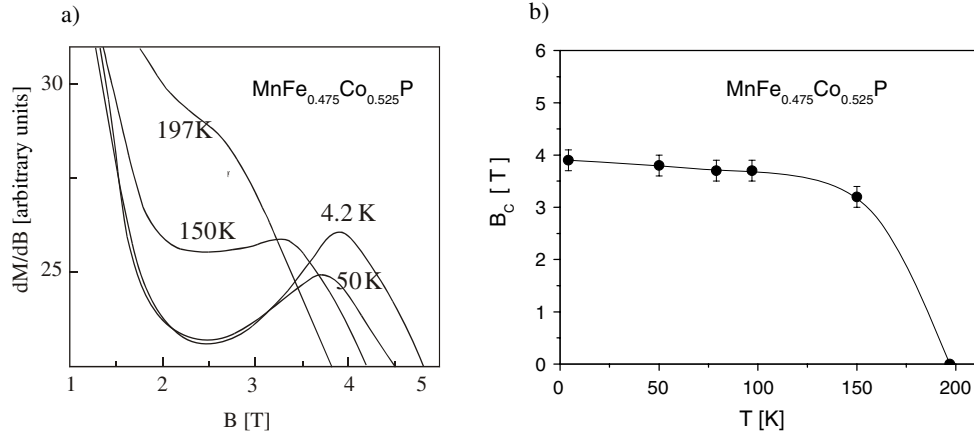 a)
MnFe0.475Co0.525P
30
25
dM/dB [arbitrary units]
197K
150K
4.2 K
50K
1 2 3 4 5
B [T]
b)
MnFe0.475Co0.525P
6
5
4
3
2
1
0
BC [ T ]
0 50 100 150 200
T [K]